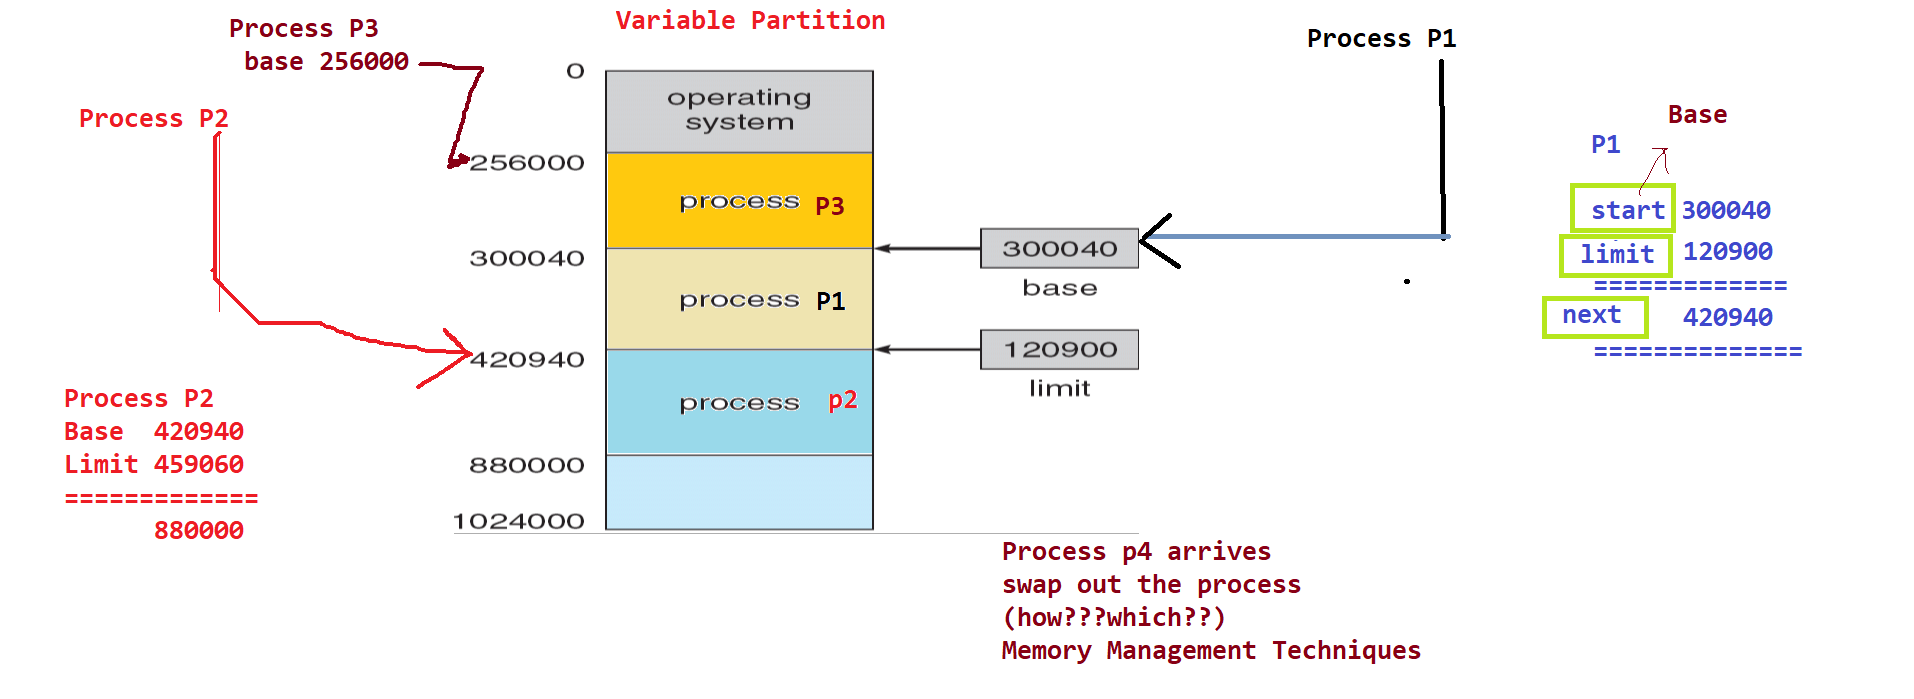 Variable Partition
Process P3
base 256000
Process P2
Process P1
0
operating
system
256000
process P3
300040
process P1
420940
process p2
880000
1024000
300040
base
120900
limit
Base
P1
start 300040
limit 120900
=============
next 420940
==============
Process P2
Base 420940
Limit 459060
=============
880000
Process p4 arrives
swap out the process
(how???which??)
Memory Management Techniques